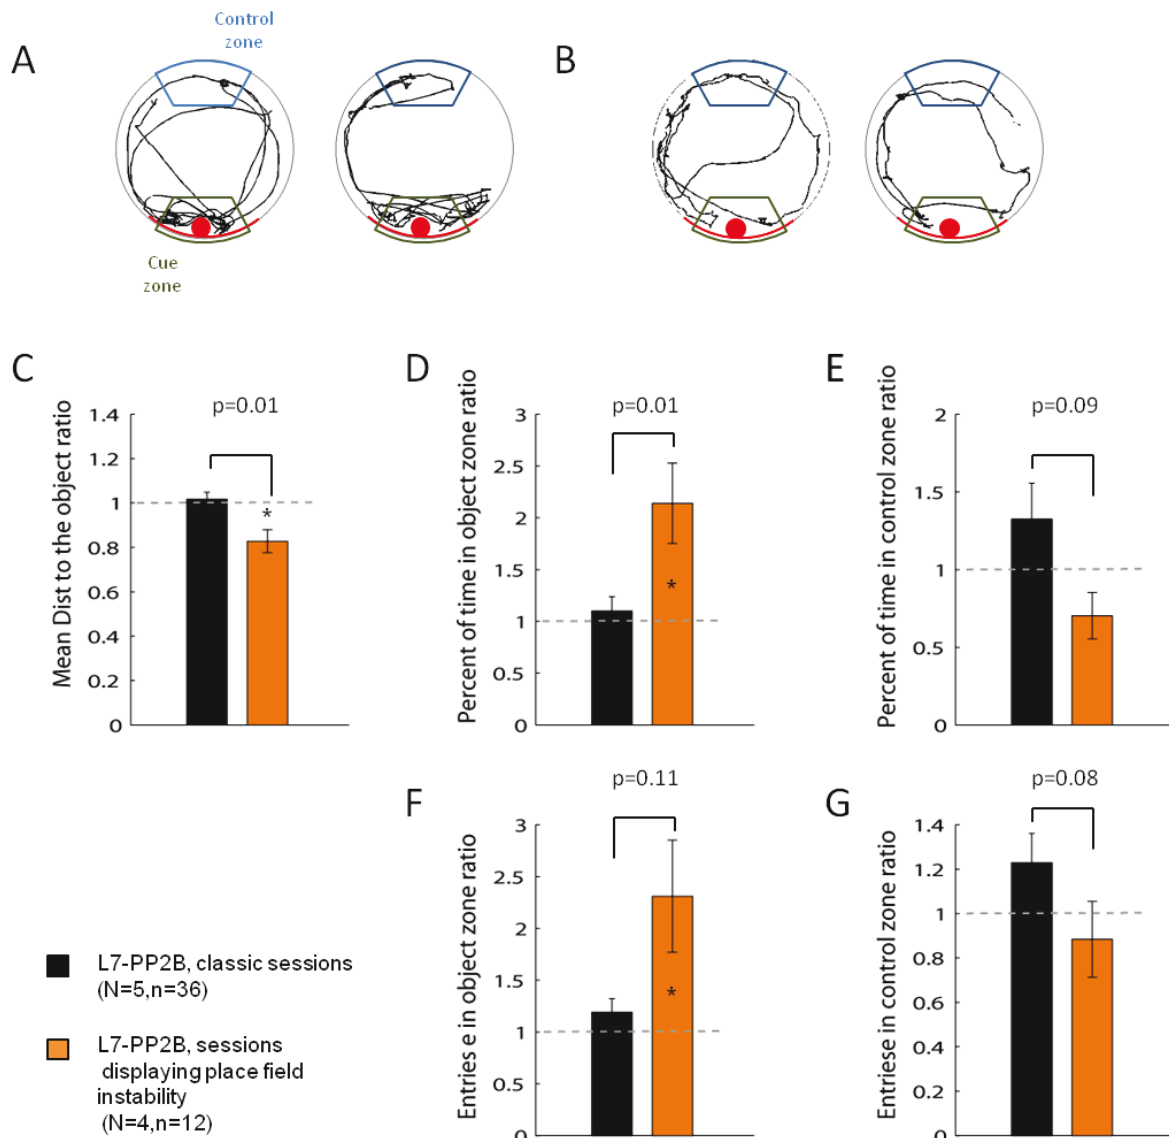 Control
zone
A
B
Cue
zone
C
p=0.01
Mean Dist to the object ratio
1.4
1.2
1
0.8
0.6
0.4
0.2
0
*
D
p=0.01
Percent of time in object zone ratio
3
2.5
2
1.5
1
0.5
0
*
E
p=0.09
Percent of time in control zone ratio
2
1.5
1
0.5
0
F
p=0.11
Entries e in object zone ratio
3
2.5
2
1.5
1
0.5
0
*
G
p=0.08
Entriese in control zone ratio
1.4
1.2
1
0.8
0.6
0.4
0.2
0
L7-PP2B, classic sessions
(N=5,n=36)
L7-PP2B, sessions
displaying place field
instability
(N=4,n=12)